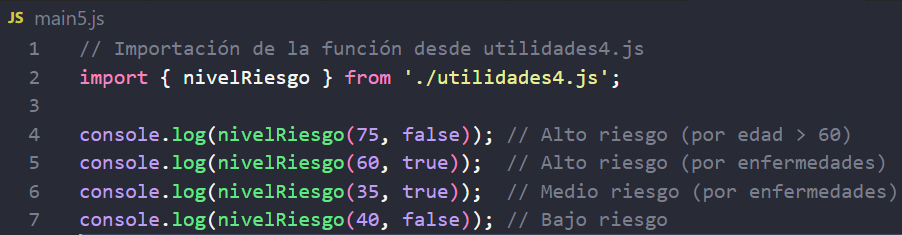 JS main5.js
1 // Importación de la función desde utilidades4.js
2 import { nivelRiesgo } from './utilidades4.js';
3
4 console.log(nivelRiesgo(75, false)); // Alto riesgo (por edad > 60)
5 console.log(nivelRiesgo(60, true));  // Alto riesgo (por enfermedades)
6 console.log(nivelRiesgo(35, true));  // Medio riesgo (por enfermedades)
7 console.log(nivelRiesgo(40, false)); // Bajo riesgo